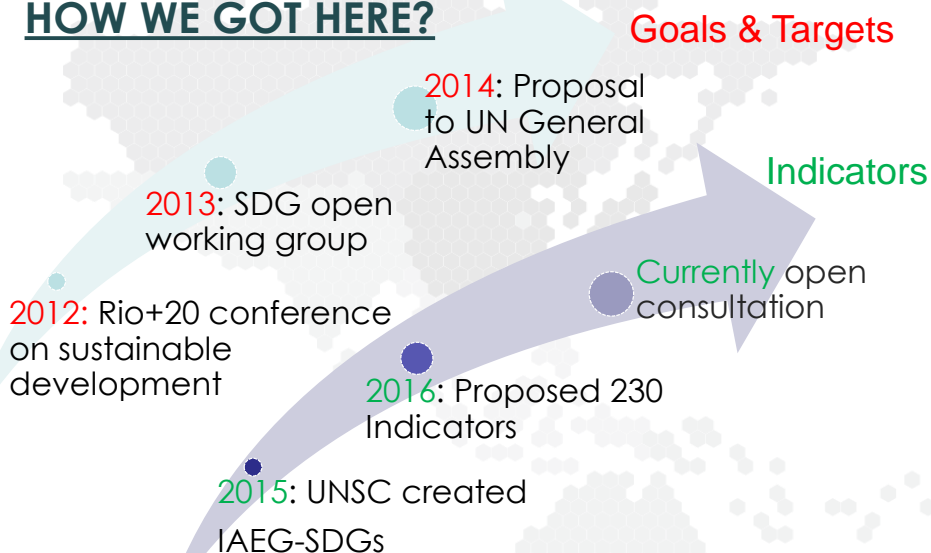 HOW WE GOT HERE?
Goals & Targets
2014: Proposal
to UN General
Assembly
Indicators
2013: SDG open
working group
Currently open
consultation
2012: Rio+20 conference
on sustainable
development
2016: Proposed 230
Indicators
2015: UNSC created
IAEG-SDGs